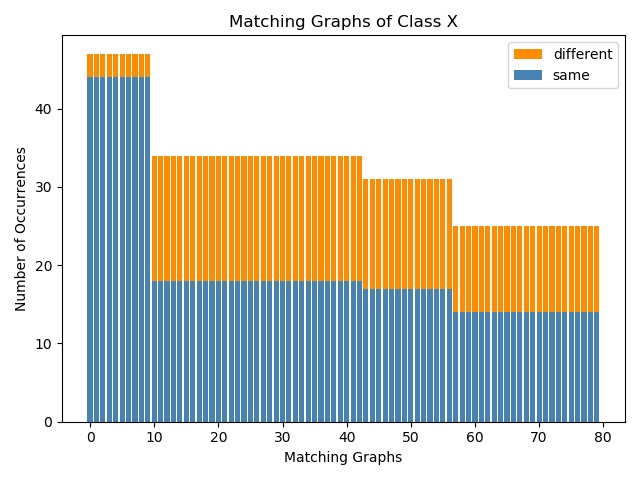 Matching Graphs of Class X
different
same
Number of Occurrences
40
30
20
10
0
0 10 20 30 40 50 60 70 80
Matching Graphs